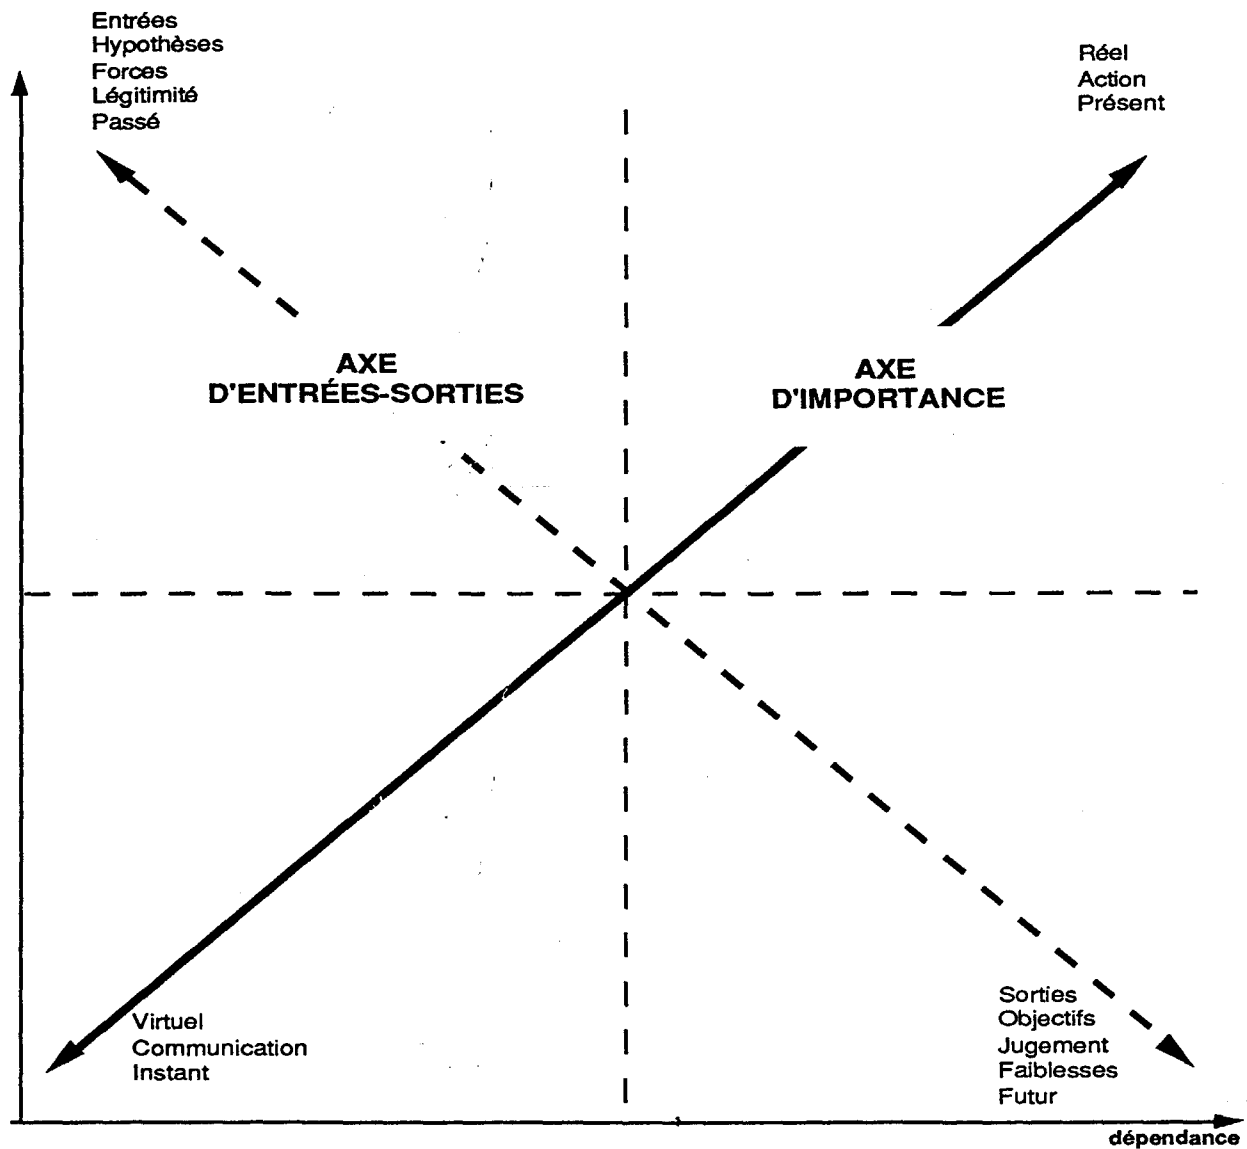 Entrées
Hypothèses
Forces
Légitimité
Passé
Réel
Action
Présent
AXE
D'ENTRÉES-SORTIES
AXE
D'IMPORTANCE
Virtuel
Communication
Instant
Sorties
Objectifs
Jugement
Faiblesses
Futur
dépendance